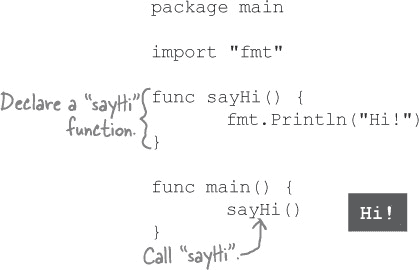 package main
import "fmt"
Declare a "sayHi"
function.
func sayHi() {
fmt.Println("Hi!")
}
func main() {
sayHi()
}
Call "sayHi".
Hi!